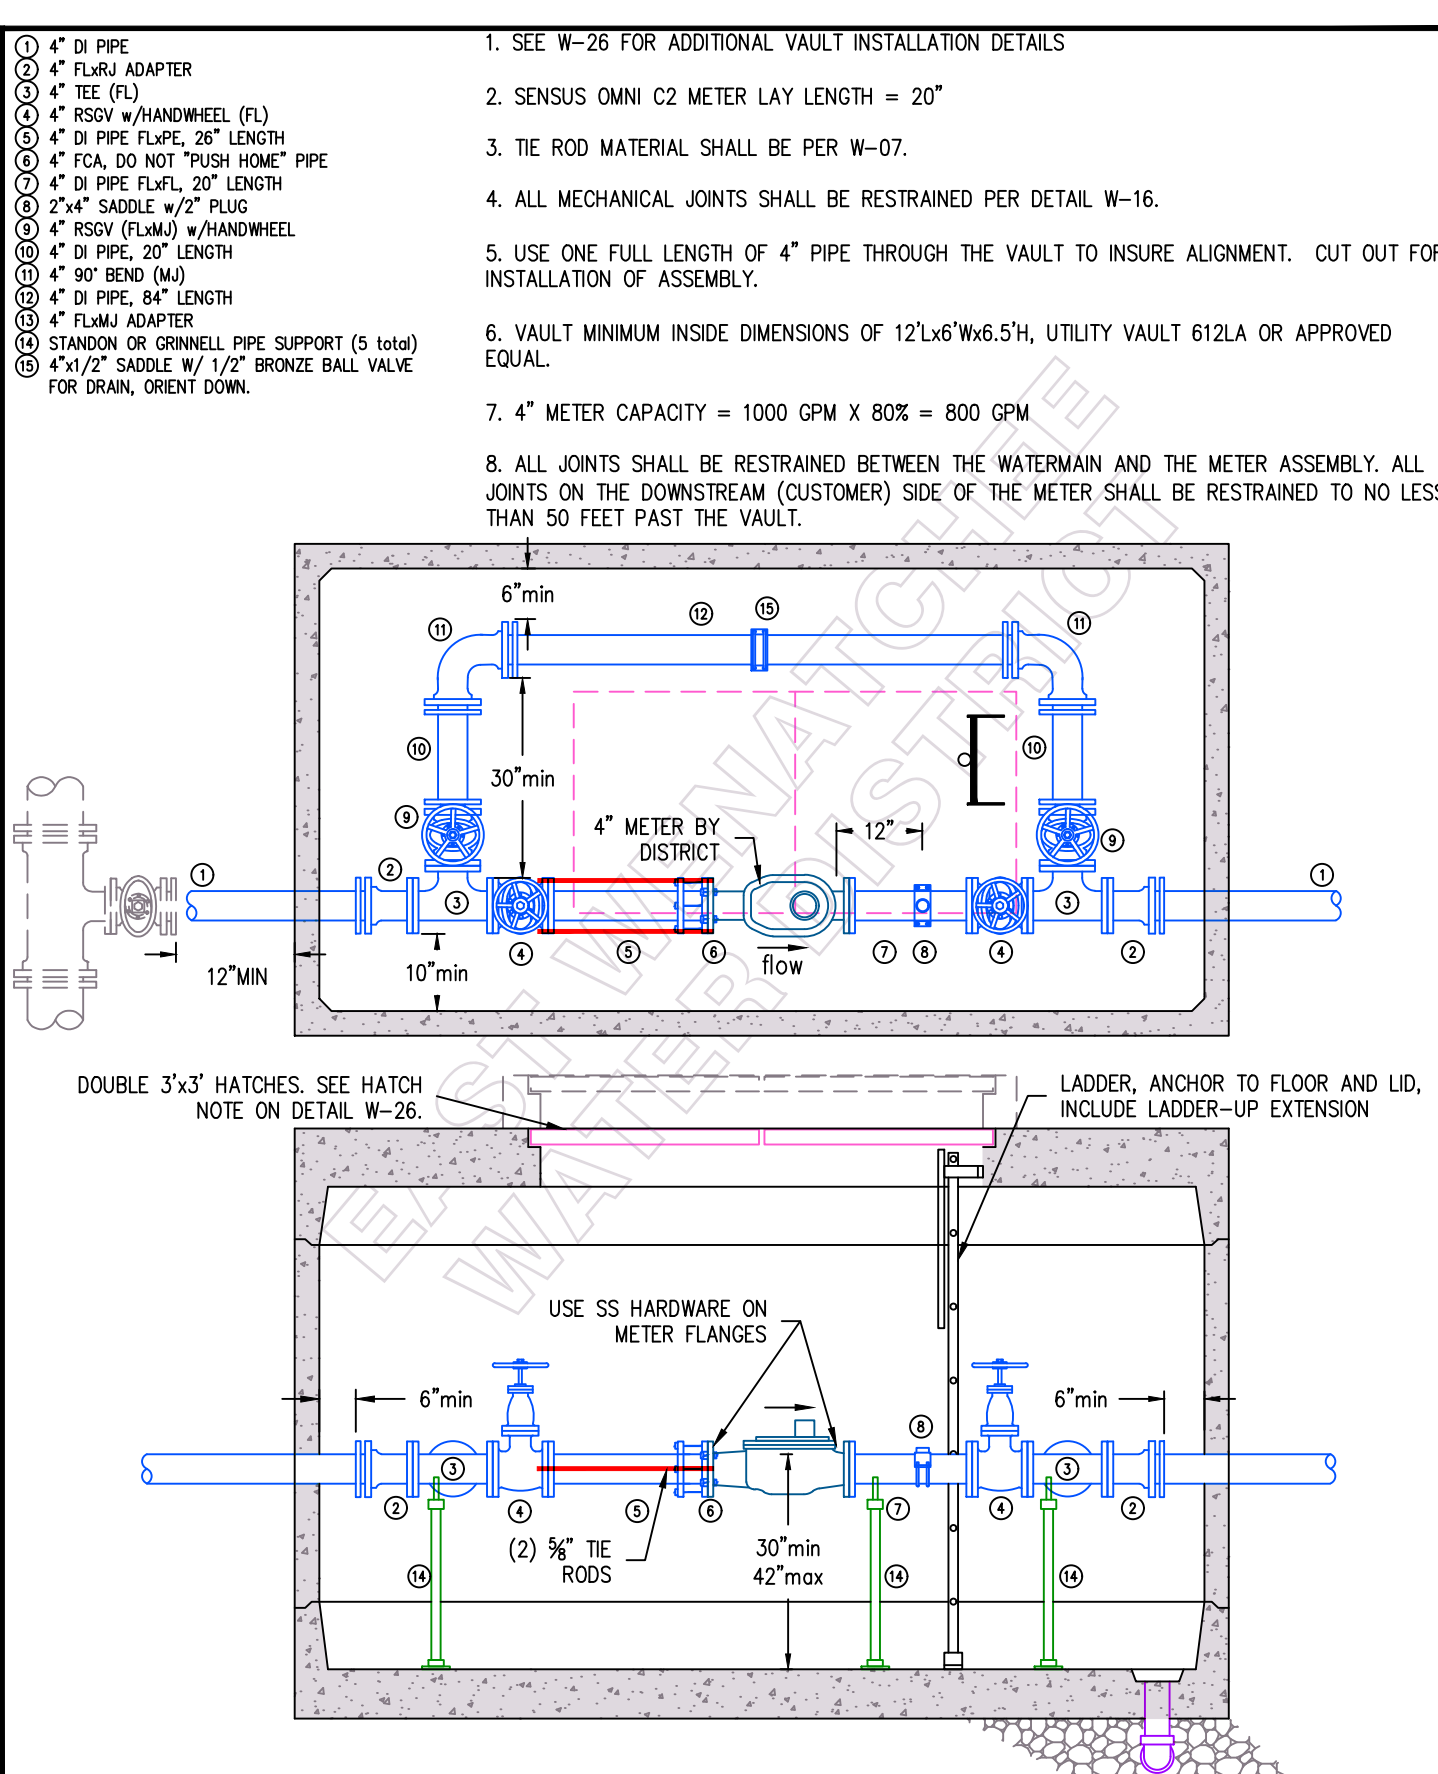 ① 4" DI PIPE
② 4" FLxRJ ADAPTER
③ 4" TEE (FL)
④ 4" RSGV w/HANDWHEEL (FL)
⑤ 4" DI PIPE FLxPE, 26" LENGTH
⑥ 4" FCA, DO NOT "PUSH HOME" PIPE
⑦ 4" DI PIPE FLxFL, 20" LENGTH
⑧ 2"x4" SADDLE w/2" PLUG
⑨ 4" RSGV (FLxMJ) w/HANDWHEEL
⑩ 4" DI PIPE, 20" LENGTH
⑪ 4" 90° BEND (MJ)
⑫ 4" DI PIPE, 84" LENGTH
⑬ 4" FLxMJ ADAPTER
⑭ STANDON OR GRINNELL PIPE SUPPORT (5 total)
⑮ 4"x1/2" SADDLE W/ 1/2" BRONZE BALL VALVE
FOR DRAIN, ORIENT DOWN.
1. SEE W-26 FOR ADDITIONAL VAULT INSTALLATION DETAILS
2. SENSUS OMNI C2 METER LAY LENGTH = 20"
3. TIE ROD MATERIAL SHALL BE PER W-07.
4. ALL MECHANICAL JOINTS SHALL BE RESTRAINED PER DETAIL W-16.
5. USE ONE FULL LENGTH OF 4" PIPE THROUGH THE VAULT TO INSURE ALIGNMENT. CUT OUT FOR
INSTALLATION OF ASSEMBLY.
6. VAULT MINIMUM INSIDE DIMENSIONS OF 12'Lx6'Wx6.5'H, UTILITY VAULT 612LA OR APPROVED
EQUAL.
7. 4" METER CAPACITY = 1000 GPM X 80% = 800 GPM
8. ALL JOINTS SHALL BE RESTRAINED BETWEEN THE WATERMAIN AND THE METER ASSEMBLY. ALL
JOINTS ON THE DOWNSTREAM (CUSTOMER) SIDE OF THE METER SHALL BE RESTRAINED TO NO LESS
THAN 50 FEET PAST THE VAULT.
EAST WENATCHEE
WATER DISTRICT
6"min
⑪ ⑫ ⑮ ⑪
⑩ 30"min ⑩
⑨ 4" METER BY
DISTRICT
12" ⑨
① ② ③ ③ ①
④ ⑤ ⑥ flow ⑦ ⑧ ④ ②
12"MIN
10"min
DOUBLE 3'x3' HATCHES. SEE HATCH
NOTE ON DETAIL W-26.
LADDER, ANCHOR TO FLOOR AND LID,
INCLUDE LADDER-UP EXTENSION
USE SS HARDWARE ON
METER FLANGES
6"min 6"min
⑧
③ ③
② ④ ⑤ ⑥ ⑦ ④ ②
(2) 5/8" TIE
RODS
30"min
42"max
⑭ ⑭ ⑭